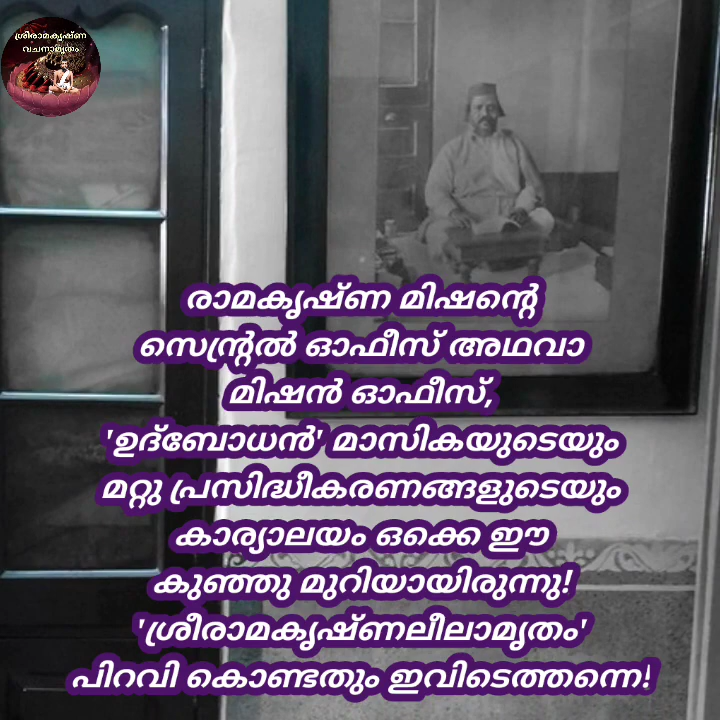 ശ്രീരാമകൃഷ്ണ
വചനാമൃതം
രാമകൃഷ്ണ മിഷന്റെ
സെന്ട്രൽ ഓഫീസ് അഥവാ
മിഷൻ ഓഫീസ്,
'ഉദ്ബോധൻ' മാസികയുടെയും
മറ്റു പ്രസിദ്ധീകരണങ്ങളുടെയും
കാര്യാലയം ഒക്കെ ഈ
കുഞ്ഞു മുറിയായിരുന്നു!
'ശ്രീരാമകൃഷ്ണലീലാമൃതം'
പിറവി കൊണ്ടതും ഇവിടെത്തന്നെ!